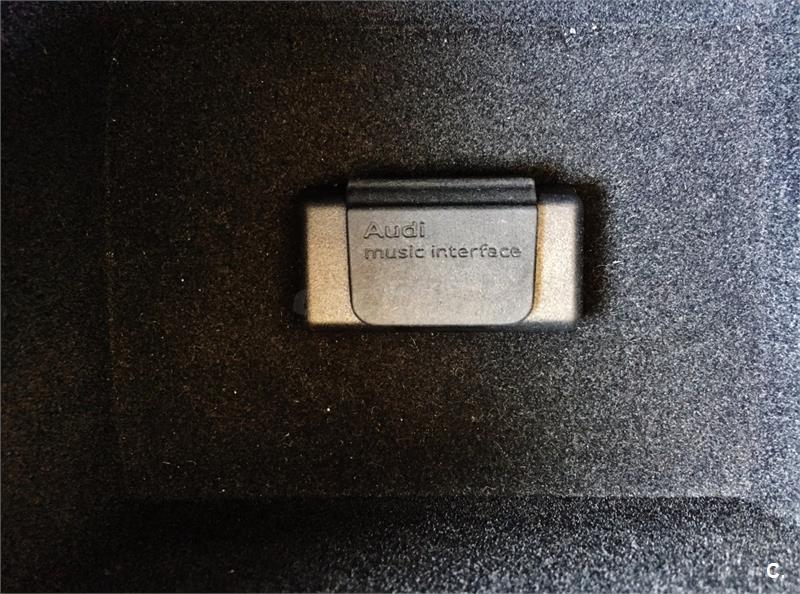 Audi
music interface
C.